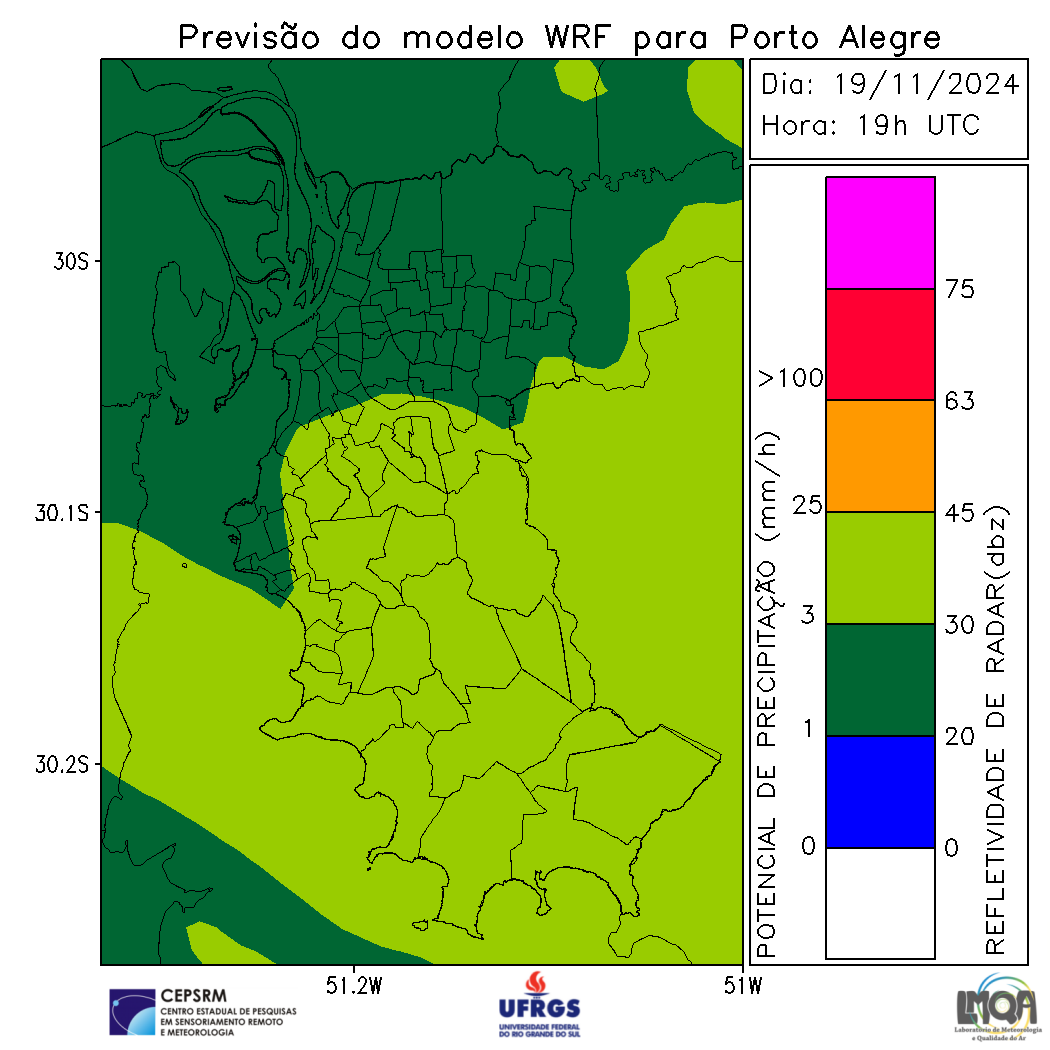 Previsão do modelo WRF para Porto Alegre
Dia: 19/11/2024
Hora: 19h UTC
30S
30.1S
30.2S
51.2W
51W
POTENCIAL DE PRECIPITAÇÃO (mm/h)
>100
25
3
1
0
75
63
45
30
20
0
REFLETIVIDADE DE RADAR(dbz)
CEPSRM
CENTRO ESTADUAL DE PESQUISAS
EM SENSORIAMENTO REMOTO
E METEOROLOGIA
UFRGS
UNIVERSIDADE FEDERAL
DO RIO GRANDE DO SUL
LMQA
Laboratório de Meteorologia
e Qualidade do Ar